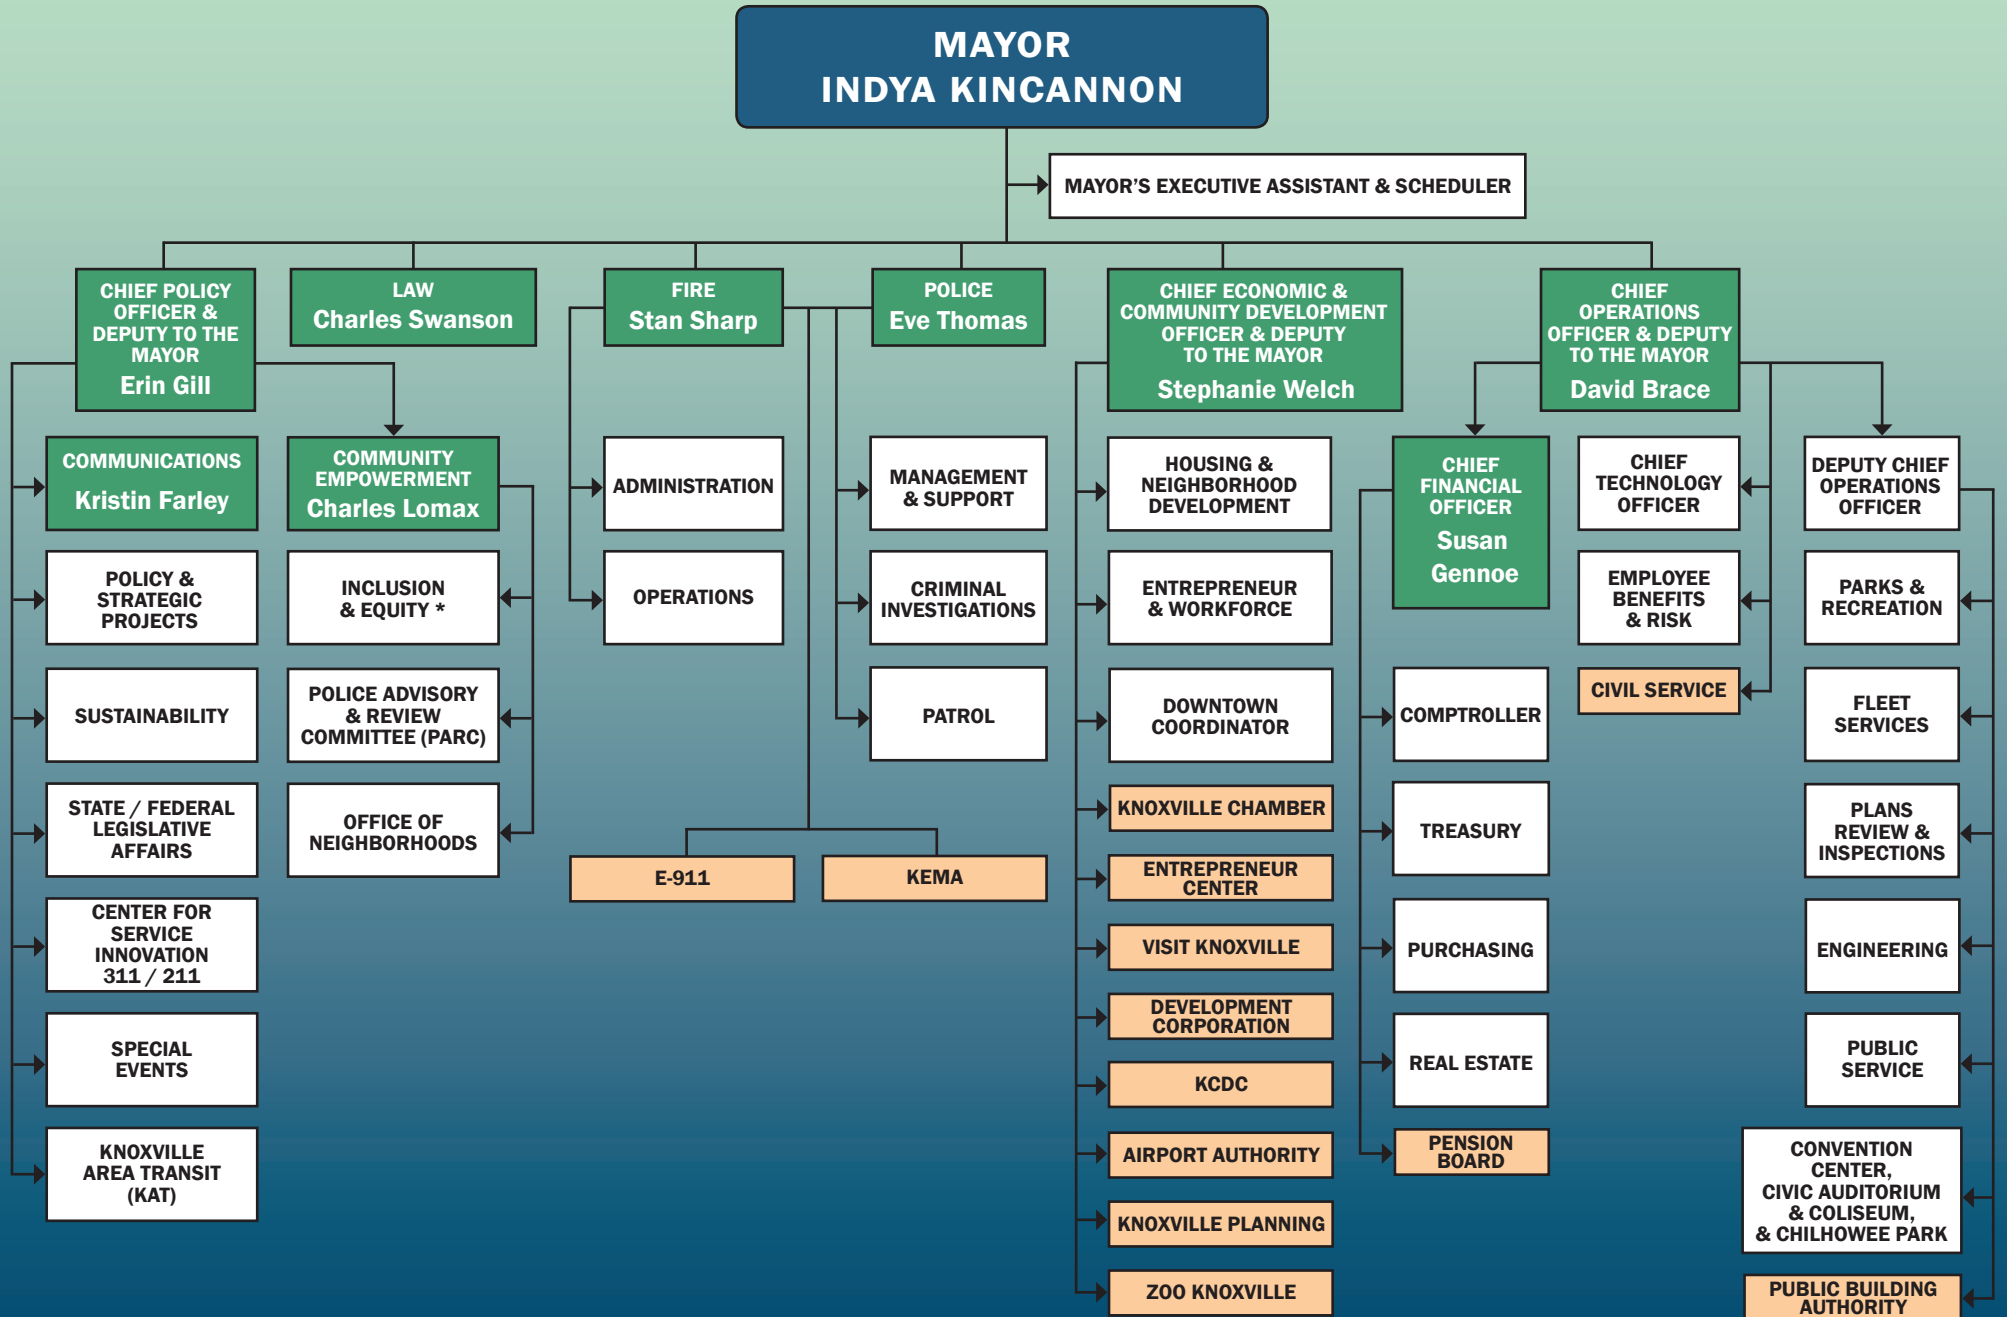 MAYOR
INDYA KINCANNON
MAYOR'S EXECUTIVE ASSISTANT & SCHEDULER
CHIEF POLICY
OFFICER &
DEPUTY TO THE
MAYOR
Erin Gill
LAW
Charles Swanson
FIRE
Stan Sharp
POLICE
Eve Thomas
CHIEF ECONOMIC &
COMMUNITY DEVELOPMENT
OFFICER & DEPUTY
TO THE MAYOR
Stephanie Welch
CHIEF
OPERATIONS
OFFICER & DEPUTY
TO THE MAYOR
David Brace
COMMUNICATIONS
Kristin Farley
POLICY &
STRATEGIC
PROJECTS
SUSTAINABILITY
STATE / FEDERAL
LEGISLATIVE
AFFAIRS
CENTER FOR
SERVICE
INNOVATION
311 / 211
SPECIAL
EVENTS
KNOXVILLE
AREA TRANSIT
(KAT)
COMMUNITY
EMPOWERMENT
Charles Lomax
INCLUSION
& EQUITY *
POLICE ADVISORY
& REVIEW
COMMITTEE (PARC)
OFFICE OF
NEIGHBORHOODS
ADMINISTRATION
OPERATIONS
E-911
KEMA
MANAGEMENT
& SUPPORT
CRIMINAL
INVESTIGATIONS
PATROL
HOUSING &
NEIGHBORHOOD
DEVELOPMENT
ENTREPRENEUR
& WORKFORCE
DOWNTOWN
COORDINATOR
KNOXVILLE CHAMBER
ENTREPRENEUR
CENTER
VISIT KNOXVILLE
DEVELOPMENT
CORPORATION
KCDC
AIRPORT AUTHORITY
KNOXVILLE PLANNING
ZOO KNOXVILLE
CHIEF
FINANCIAL
OFFICER
Susan
Gennoe
COMPTROLLER
TREASURY
PURCHASING
REAL ESTATE
PENSION
BOARD
CHIEF
TECHNOLOGY
OFFICER
EMPLOYEE
BENEFITS
& RISK
CIVIL SERVICE
DEPUTY CHIEF
OPERATIONS
OFFICER
PARKS &
RECREATION
FLEET
SERVICES
PLANS
REVIEW &
INSPECTIONS
ENGINEERING
PUBLIC
SERVICE
CONVENTION
CENTER,
CIVIC AUDITORIUM
& COLISEUM,
& CHILHOWEE PARK
PUBLIC BUILDING
AUTHORITY